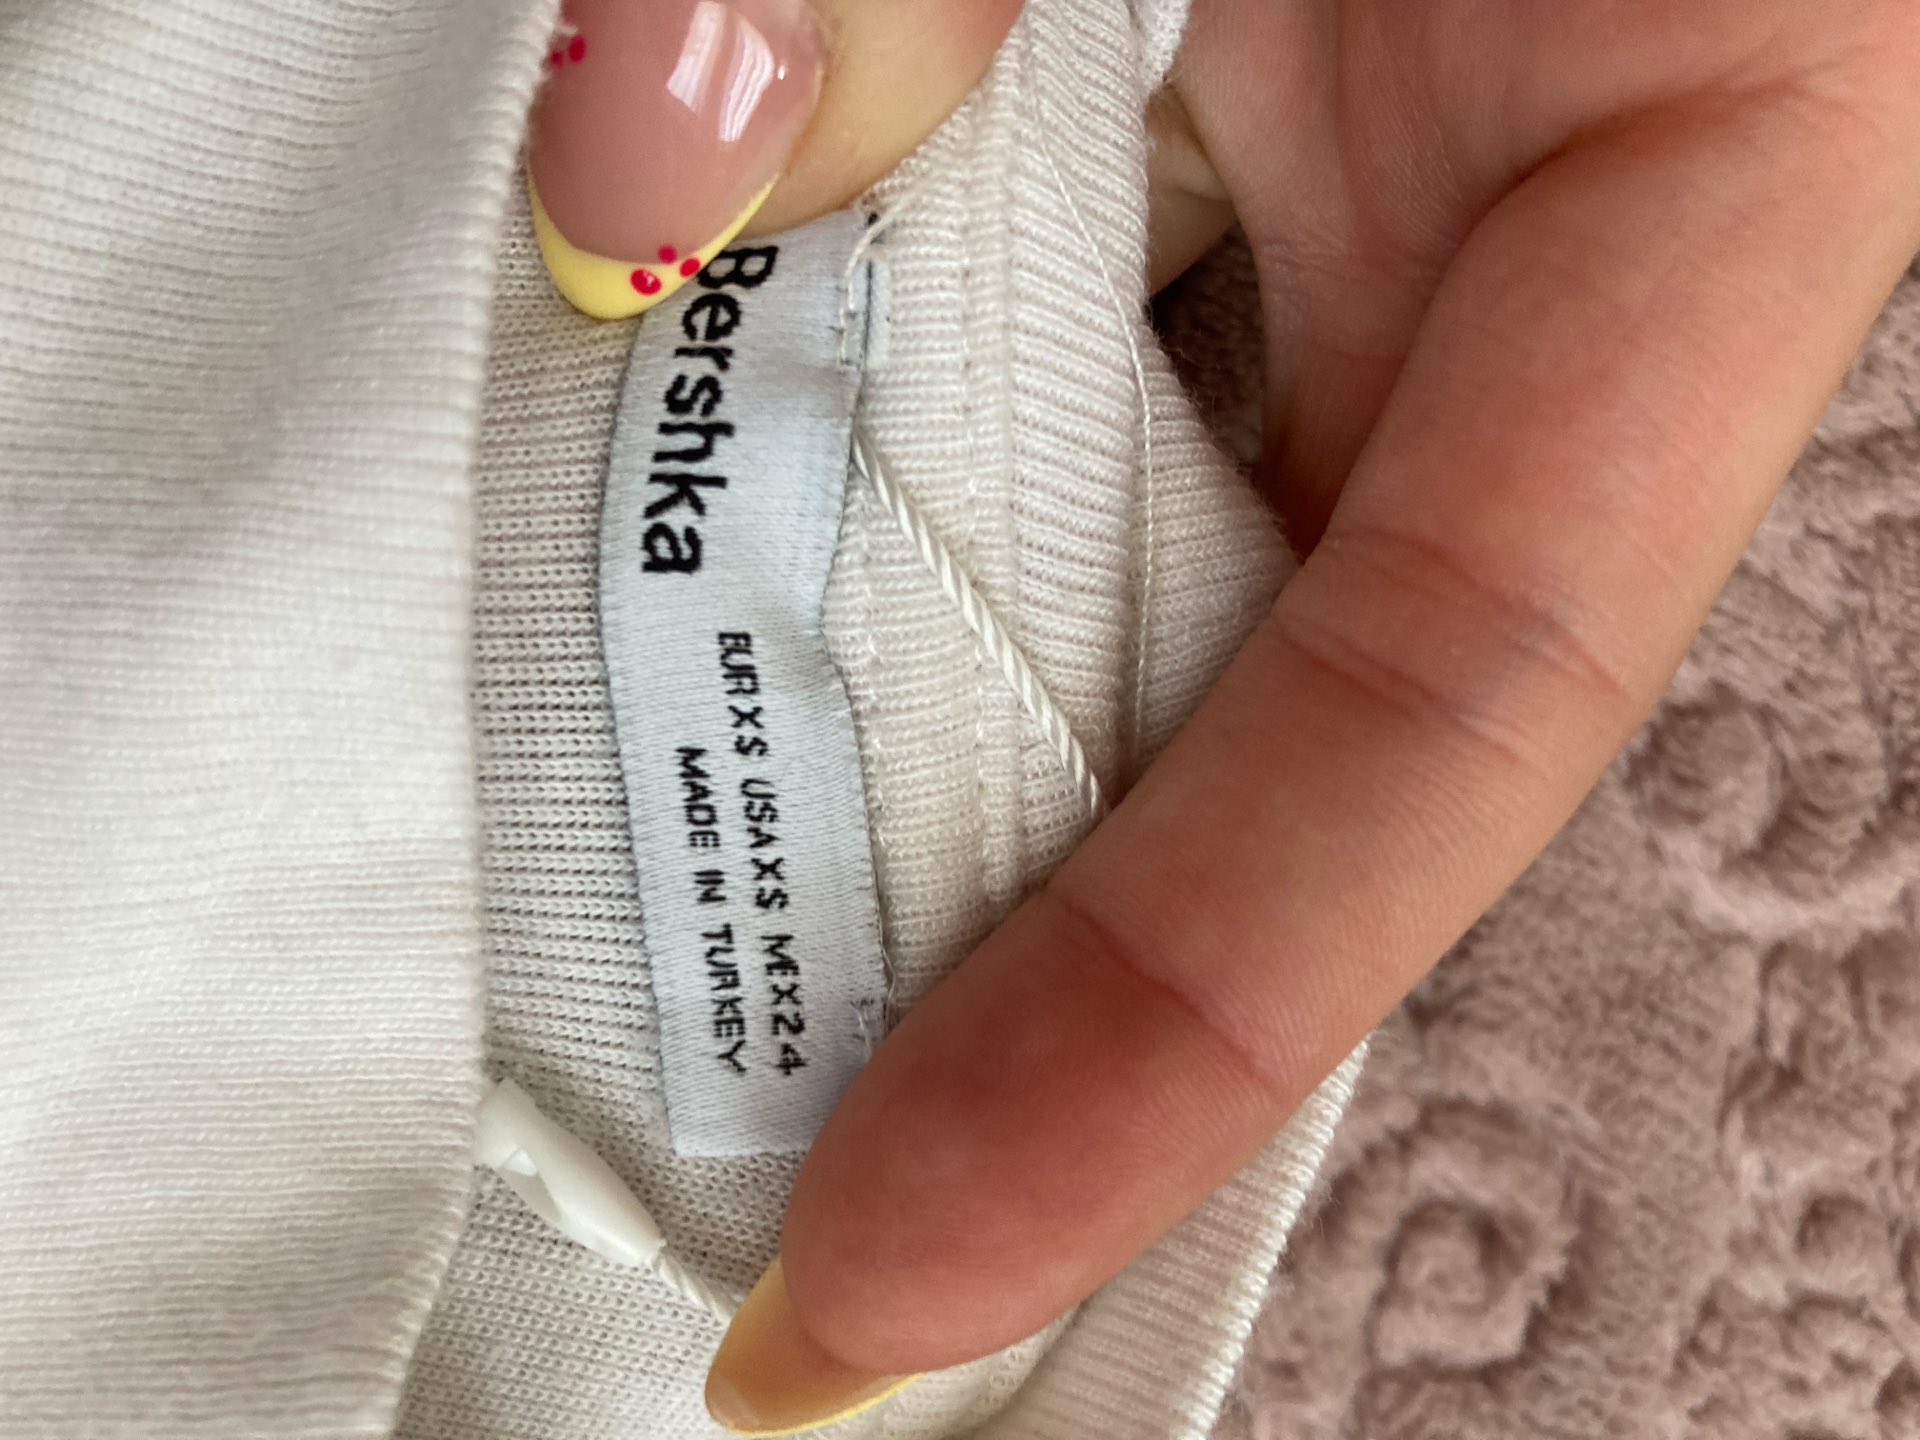 Bershka
EUR XS USA XS MEX 24
MADE IN TURKEY